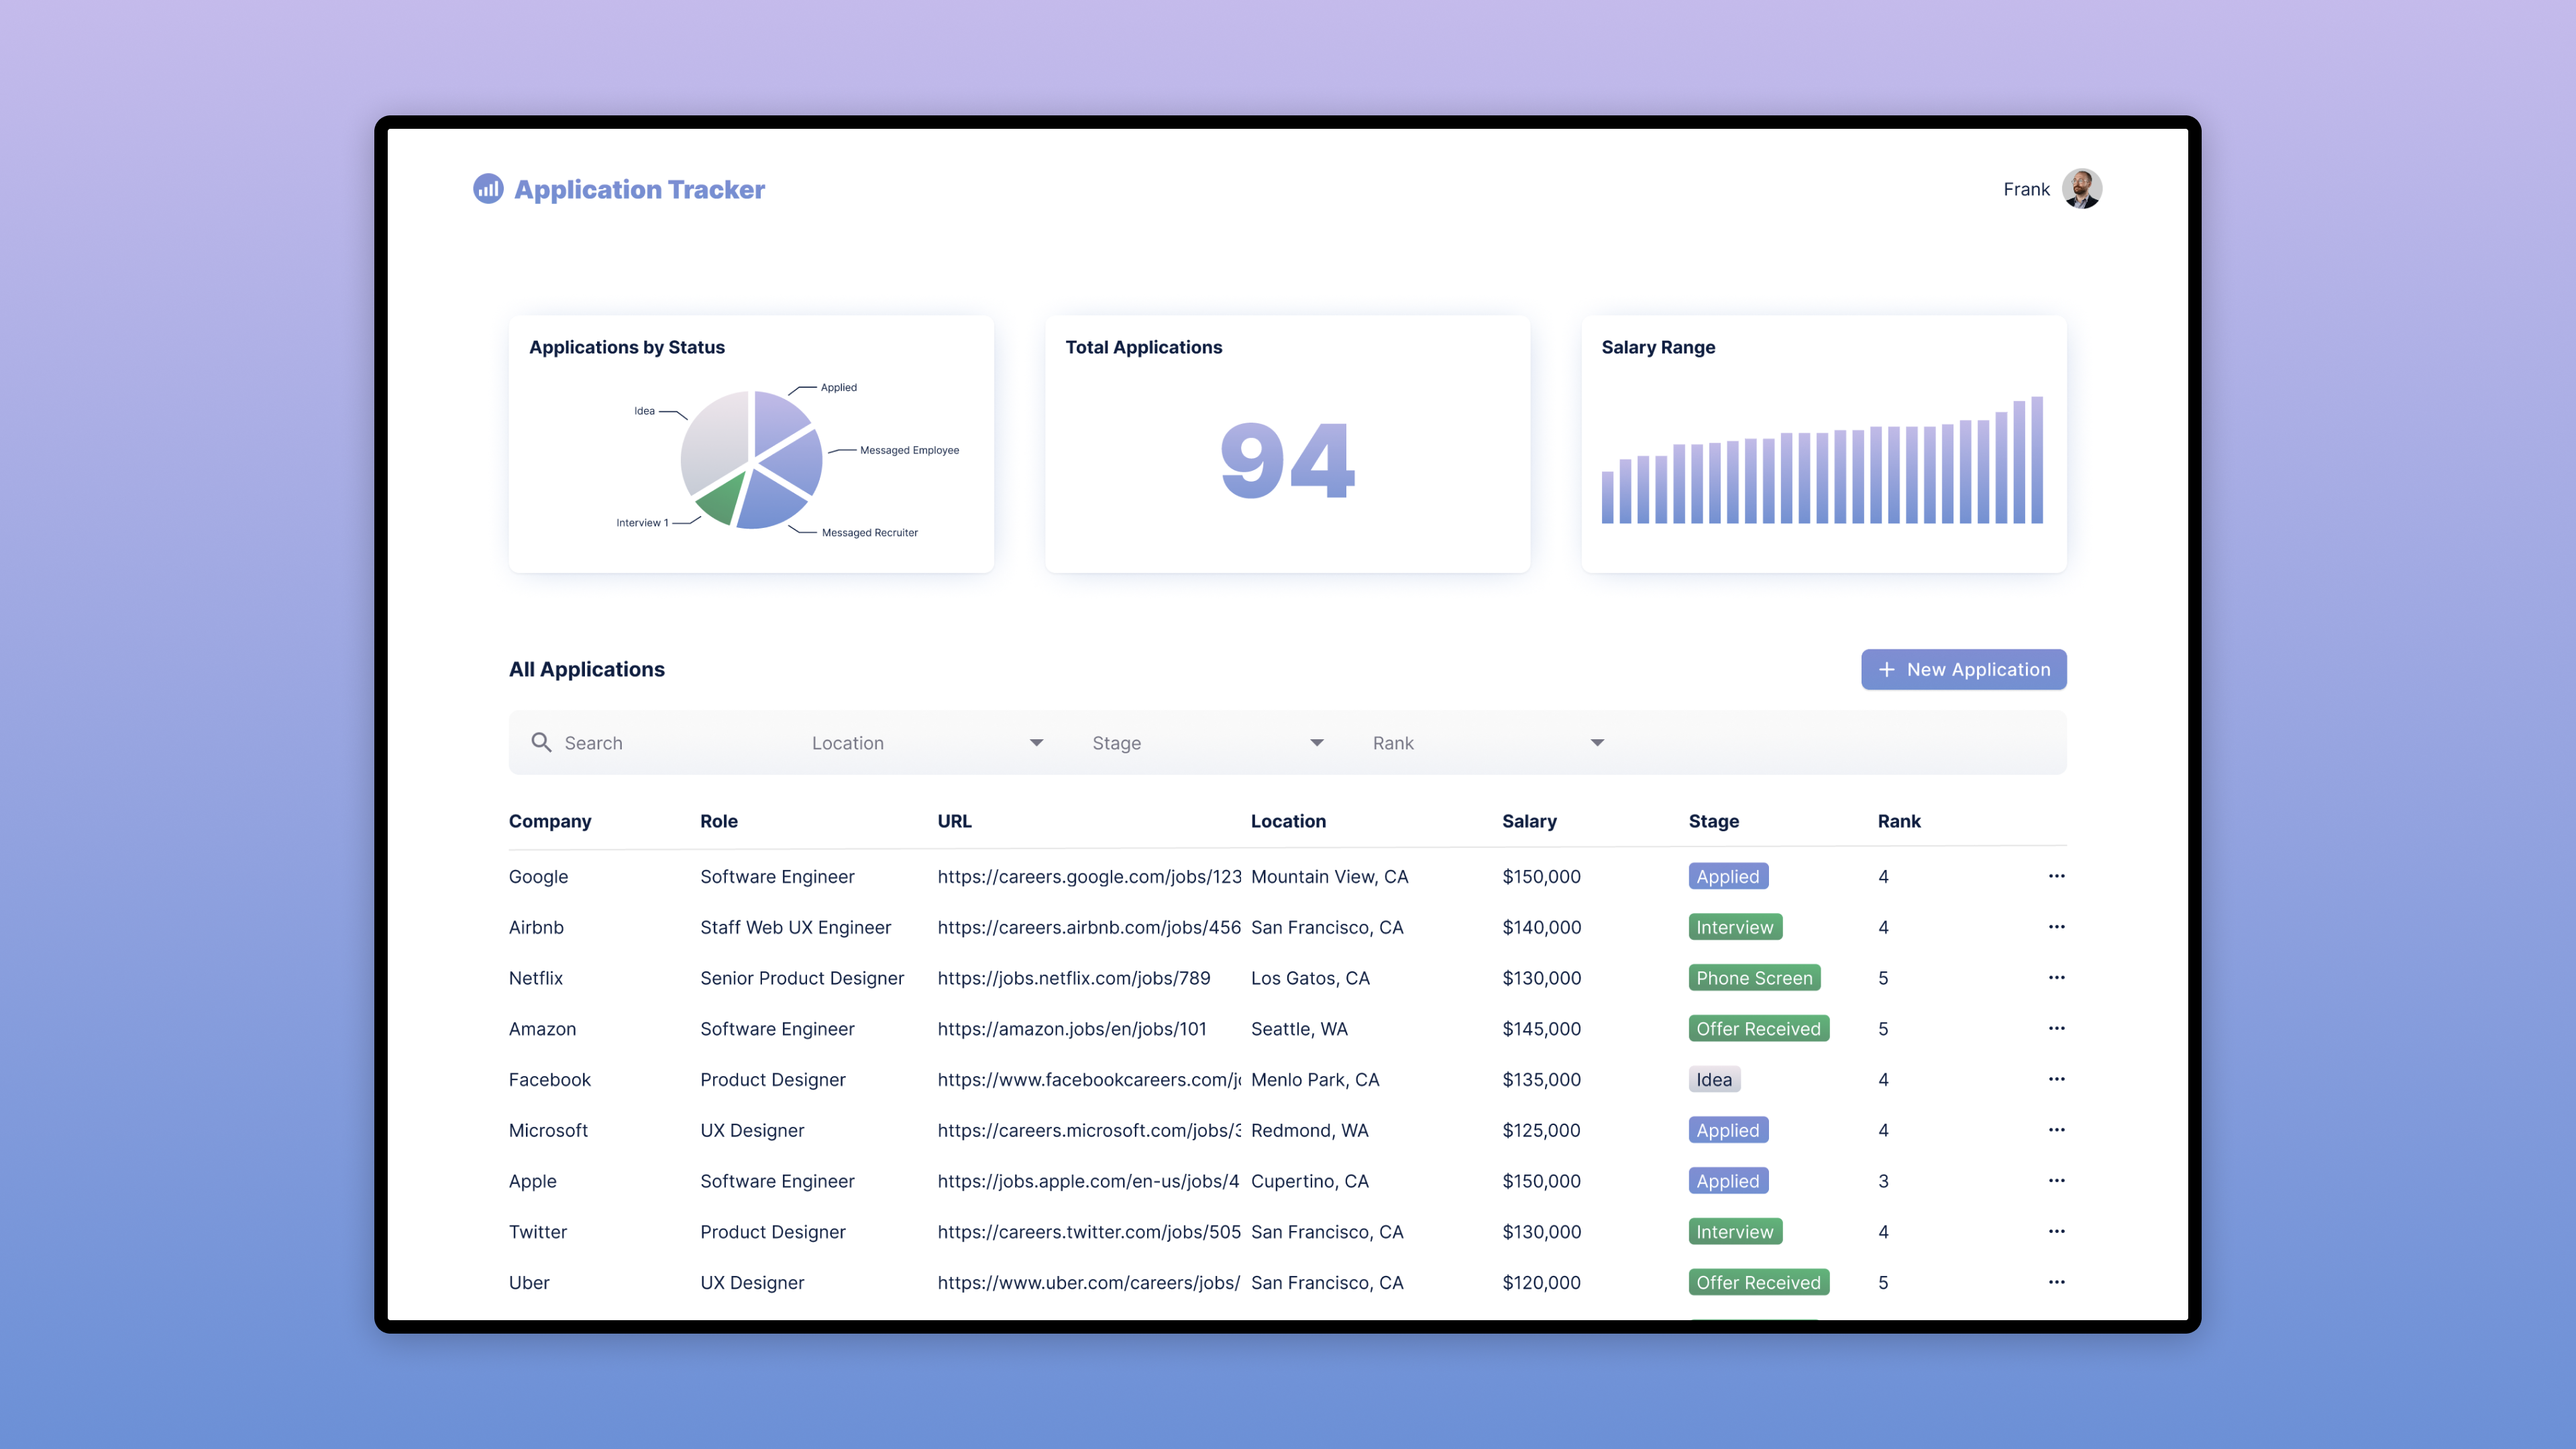 Application Tracker
Frank
Applications by Status
Applied
Idea
Messaged Employee
Interview 1
Messaged Recruiter
Total Applications
94
Salary Range
All Applications
+ New Application
Search Location Stage Rank
Company Role URL Location Salary Stage Rank
Google Software Engineer https://careers.google.com/jobs/123 Mountain View, CA $150,000 Applied 4 ...
Airbnb Staff Web UX Engineer https://careers.airbnb.com/jobs/456 San Francisco, CA $140,000 Interview 4 ...
Netflix Senior Product Designer https://jobs.netflix.com/jobs/789 Los Gatos, CA $130,000 Phone Screen 5 ...
Amazon Software Engineer https://amazon.jobs/en/jobs/101 Seattle, WA $145,000 Offer Received 5 ...
Facebook Product Designer https://www.facebookcareers.com/j Menlo Park, CA $135,000 Idea 4 ...
Microsoft UX Designer https://careers.microsoft.com/jobs/ Redmond, WA $125,000 Applied 4 ...
Apple Software Engineer https://jobs.apple.com/en-us/jobs/4 Cupertino, CA $150,000 Applied 3 ...
Twitter Product Designer https://careers.twitter.com/jobs/505 San Francisco, CA $130,000 Interview 4 ...
Uber UX Designer https://www.uber.com/careers/jobs/ San Francisco, CA $120,000 Offer Received 5 ...